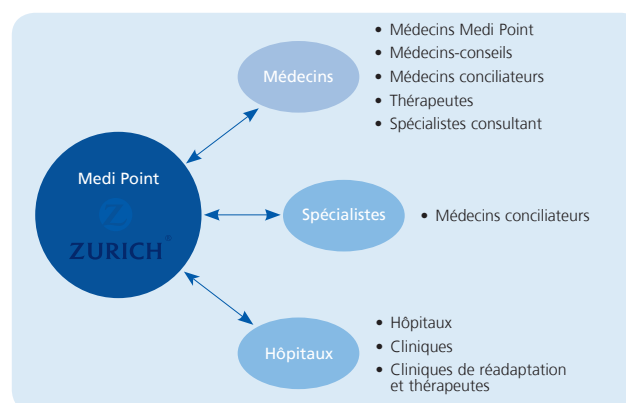 • Médecins Medi Point
• Médecins-conseils
Médecins
• Médecins conciliateurs
• Thérapeutes
• Spécialistes consultant
Medi Point
Z
ZURICH®
Spécialistes
• Médecins conciliateurs
• Hôpitaux
Hôpitaux
• Cliniques
• Cliniques de réadaptation
et thérapeutes